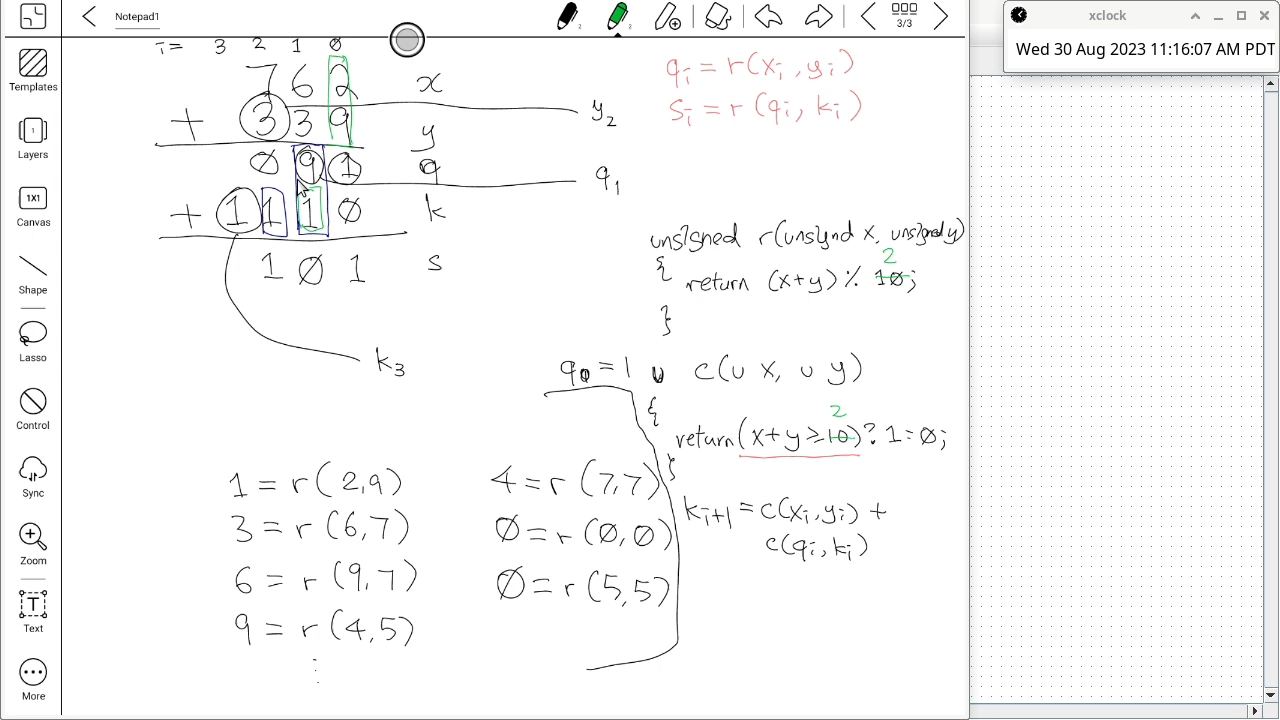 Notepad1
3/3
xclock
Wed 30 Aug 2023 11:16:07 AM PDT
Templates
Layers
1X1
Canvas
Shape
Lasso
Control
Sync
Zoom
Text
More
i= 3 2 1 0
7 6 2 x
+ 3 3 9 y
y₂
0 9 1 q
q₁
+ 1 1 1 0 k
1 0 1 s
k₃
qᵢ = r(xᵢ, yᵢ)
sᵢ = r(qᵢ, kᵢ)
unsigned r(unsigned x, unsigned y)
{
2
return (x+y) % 10;
}
q₀ = 1
u c(u x, u y)
{
2
return (x+y≥10)? 1:0;
}
kᵢ₊₁ = c(xᵢ,yᵢ) +
c(qᵢ, kᵢ)
1 = r(2,9)
3 = r(6,7)
6 = r(9,7)
9 = r(4,5)
⋮
4 = r(7,7)
0 = r(0,0)
0 = r(5,5)